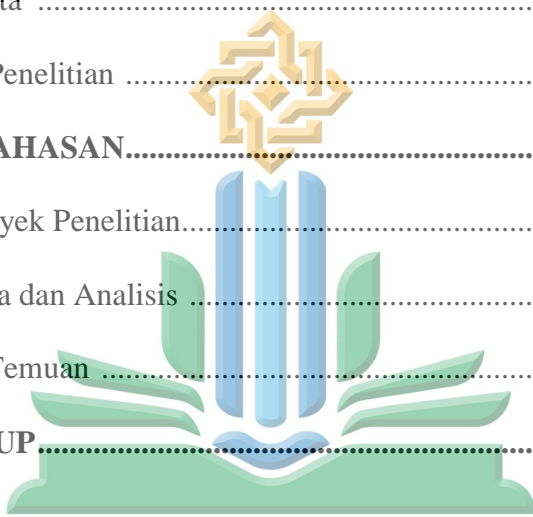 ta ........................................................
Penelitian ..............................................
AHASAN..............................................
yek Penelitian.......................................
a dan Analisis .......................................
Temuan ................................................
UP.......................................................